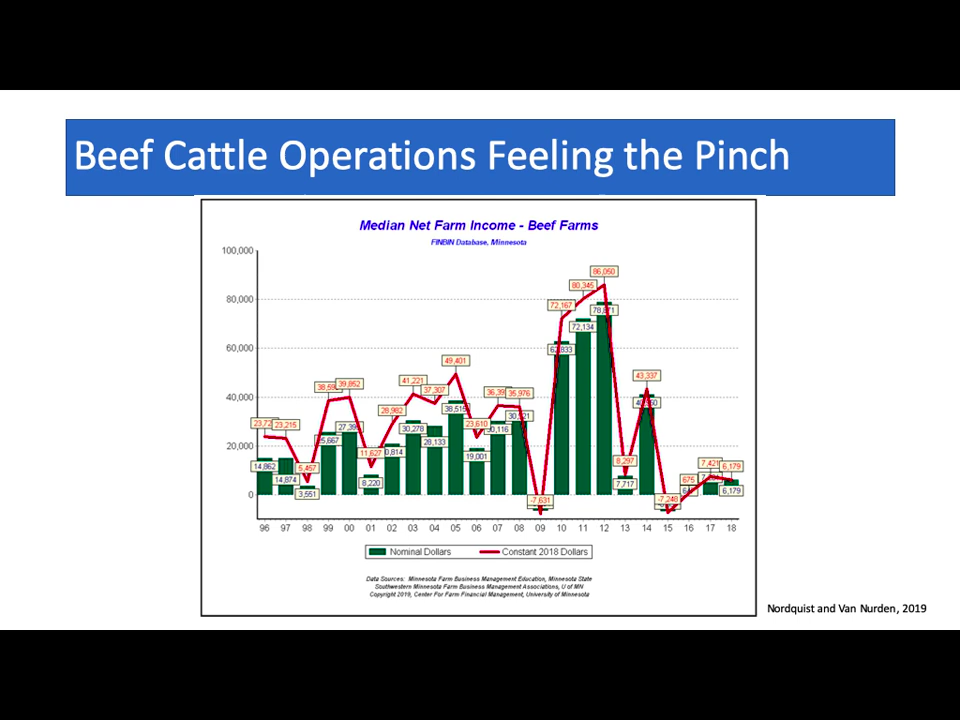 Beef Cattle Operations Feeling the Pinch
Median Net Farm Income - Beef Farms
FINBIN Database, Minnesota
100,000
80,000
60,000
40,000
20,000
0
23,215 5,457 39,852 11,627 28,982 41,221 37,307 49,401 23,610 35,976 -7,631 72,167 80,345 86,050 8,297 43,337 -7,248 675 7,421 6,179
14,862 14,874 3,551 8,220 30,278 28,133 38,515 19,001 72,134 7,717 6,179
96 97 98 99 00 01 02 03 04 05 06 07 08 09 10 11 12 13 14 15 16 17 18
Nominal Dollars Constant 2018 Dollars
Data Sources: Minnesota Farm Business Management Education, Minnesota State
Southwestern Minnesota Farm Business Management Associations, U of MN
Copyright 2019, Center For Farm Financial Management, University of Minnesota
Nordquist and Van Nurden, 2019